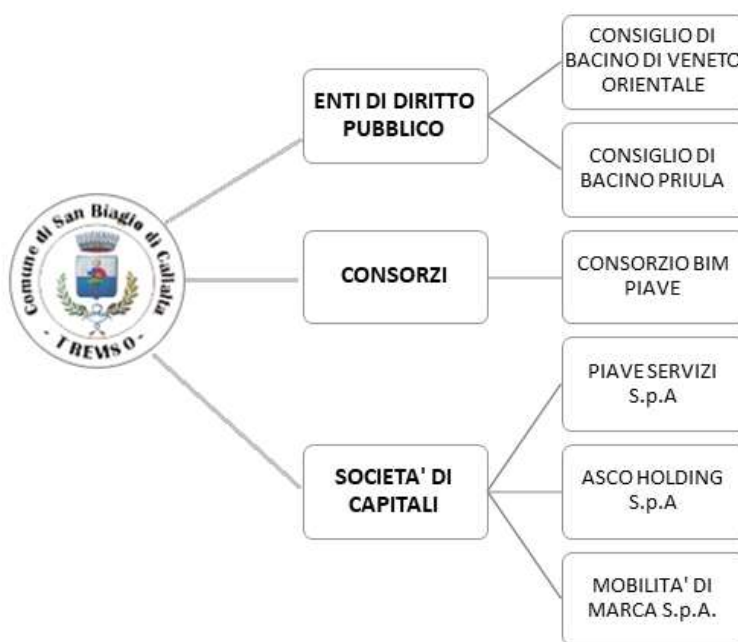 Comune di San Biagio di Callalta
- TREVISO -
ENTI DI DIRITTO
PUBBLICO
CONSIGLIO DI
BACINO DI VENETO
ORIENTALE
CONSIGLIO DI
BACINO PRIULA
CONSORZI
CONSORZIO BIM
PIAVE
SOCIETA' DI
CAPITALI
PIAVE SERVIZI
S.p.A
ASCO HOLDING
S.p.A
MOBILITA' DI
MARCA S.p.A.